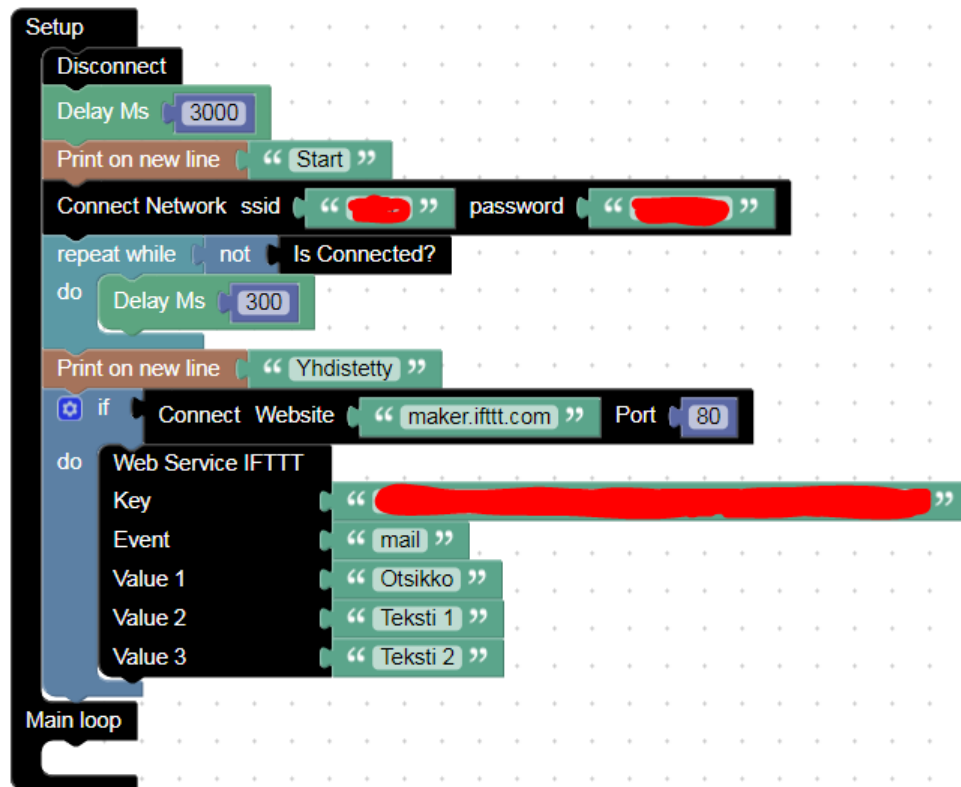 Setup
Disconnect
Delay Ms 3000
Print on new line “ Start ”
Connect Network ssid “ ” password “ ”
repeat while not Is Connected?
do Delay Ms 300
Print on new line “ Yhdistetty ”
if Connect Website “ maker.ifttt.com ” Port 80
do Web Service IFTTT
Key “ ”
Event “ mail ”
Value 1 “ Otsikko ”
Value 2 “ Teksti 1 ”
Value 3 “ Teksti 2 ”
Main loop